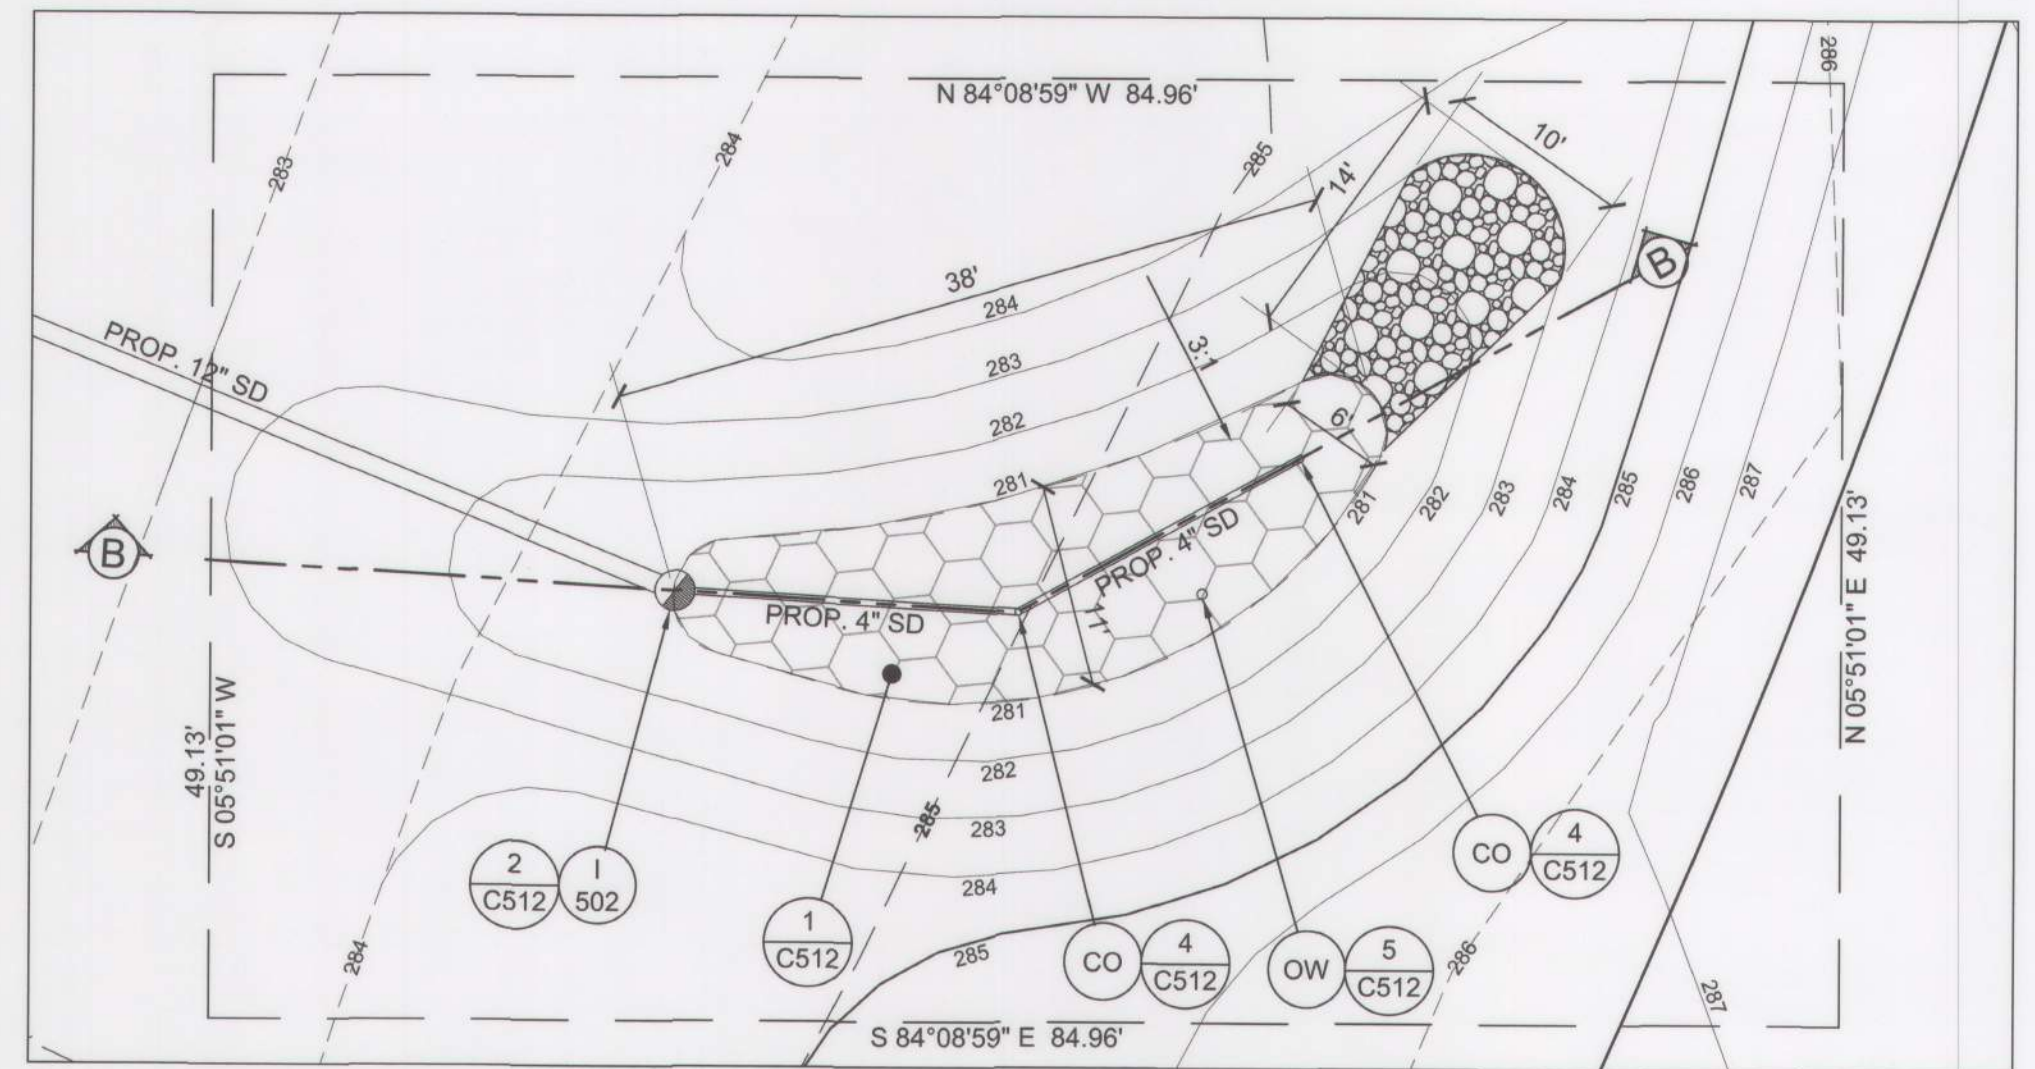 N 84°08'59" W 84.96'
286
10'
284
285
283
14'
B
38'
284
3:1
PROP. 12" SD
283
282
6'
281
281
282
283
284
285
286
287
B
PROP. 4" SD
PROP. 4" SD
11'
N 05°51'01" E 49.13'
281
49.13'
S 05°51'01" W
282
285
283
284
2
C512
I
502
1
C512
CO
4
C512
OW
5
C512
CO
4
C512
284
285
286
287
S 84°08'59" E 84.96'